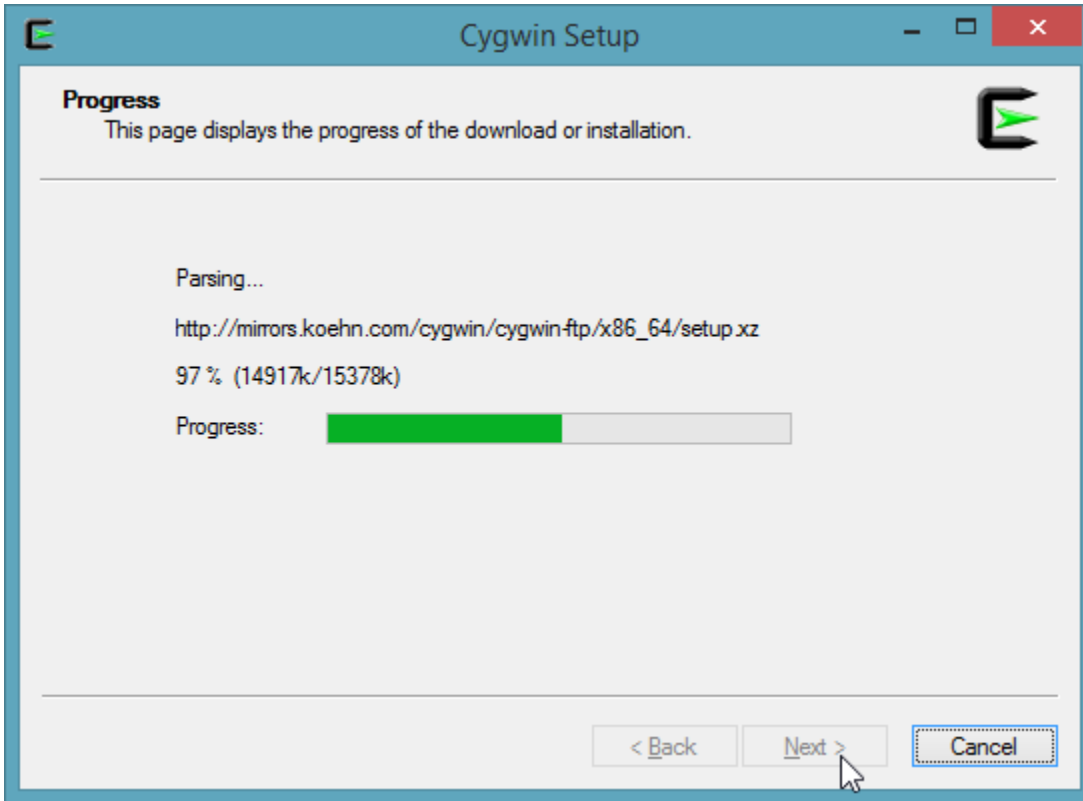 Cygwin Setup
Progress
This page displays the progress of the download or installation.
Parsing...
http://mirrors.koehn.com/cygwin/cygwin-ftp/x86_64/setup.xz
97 % (14917k/15378k)
Progress:
< Back Next > Cancel